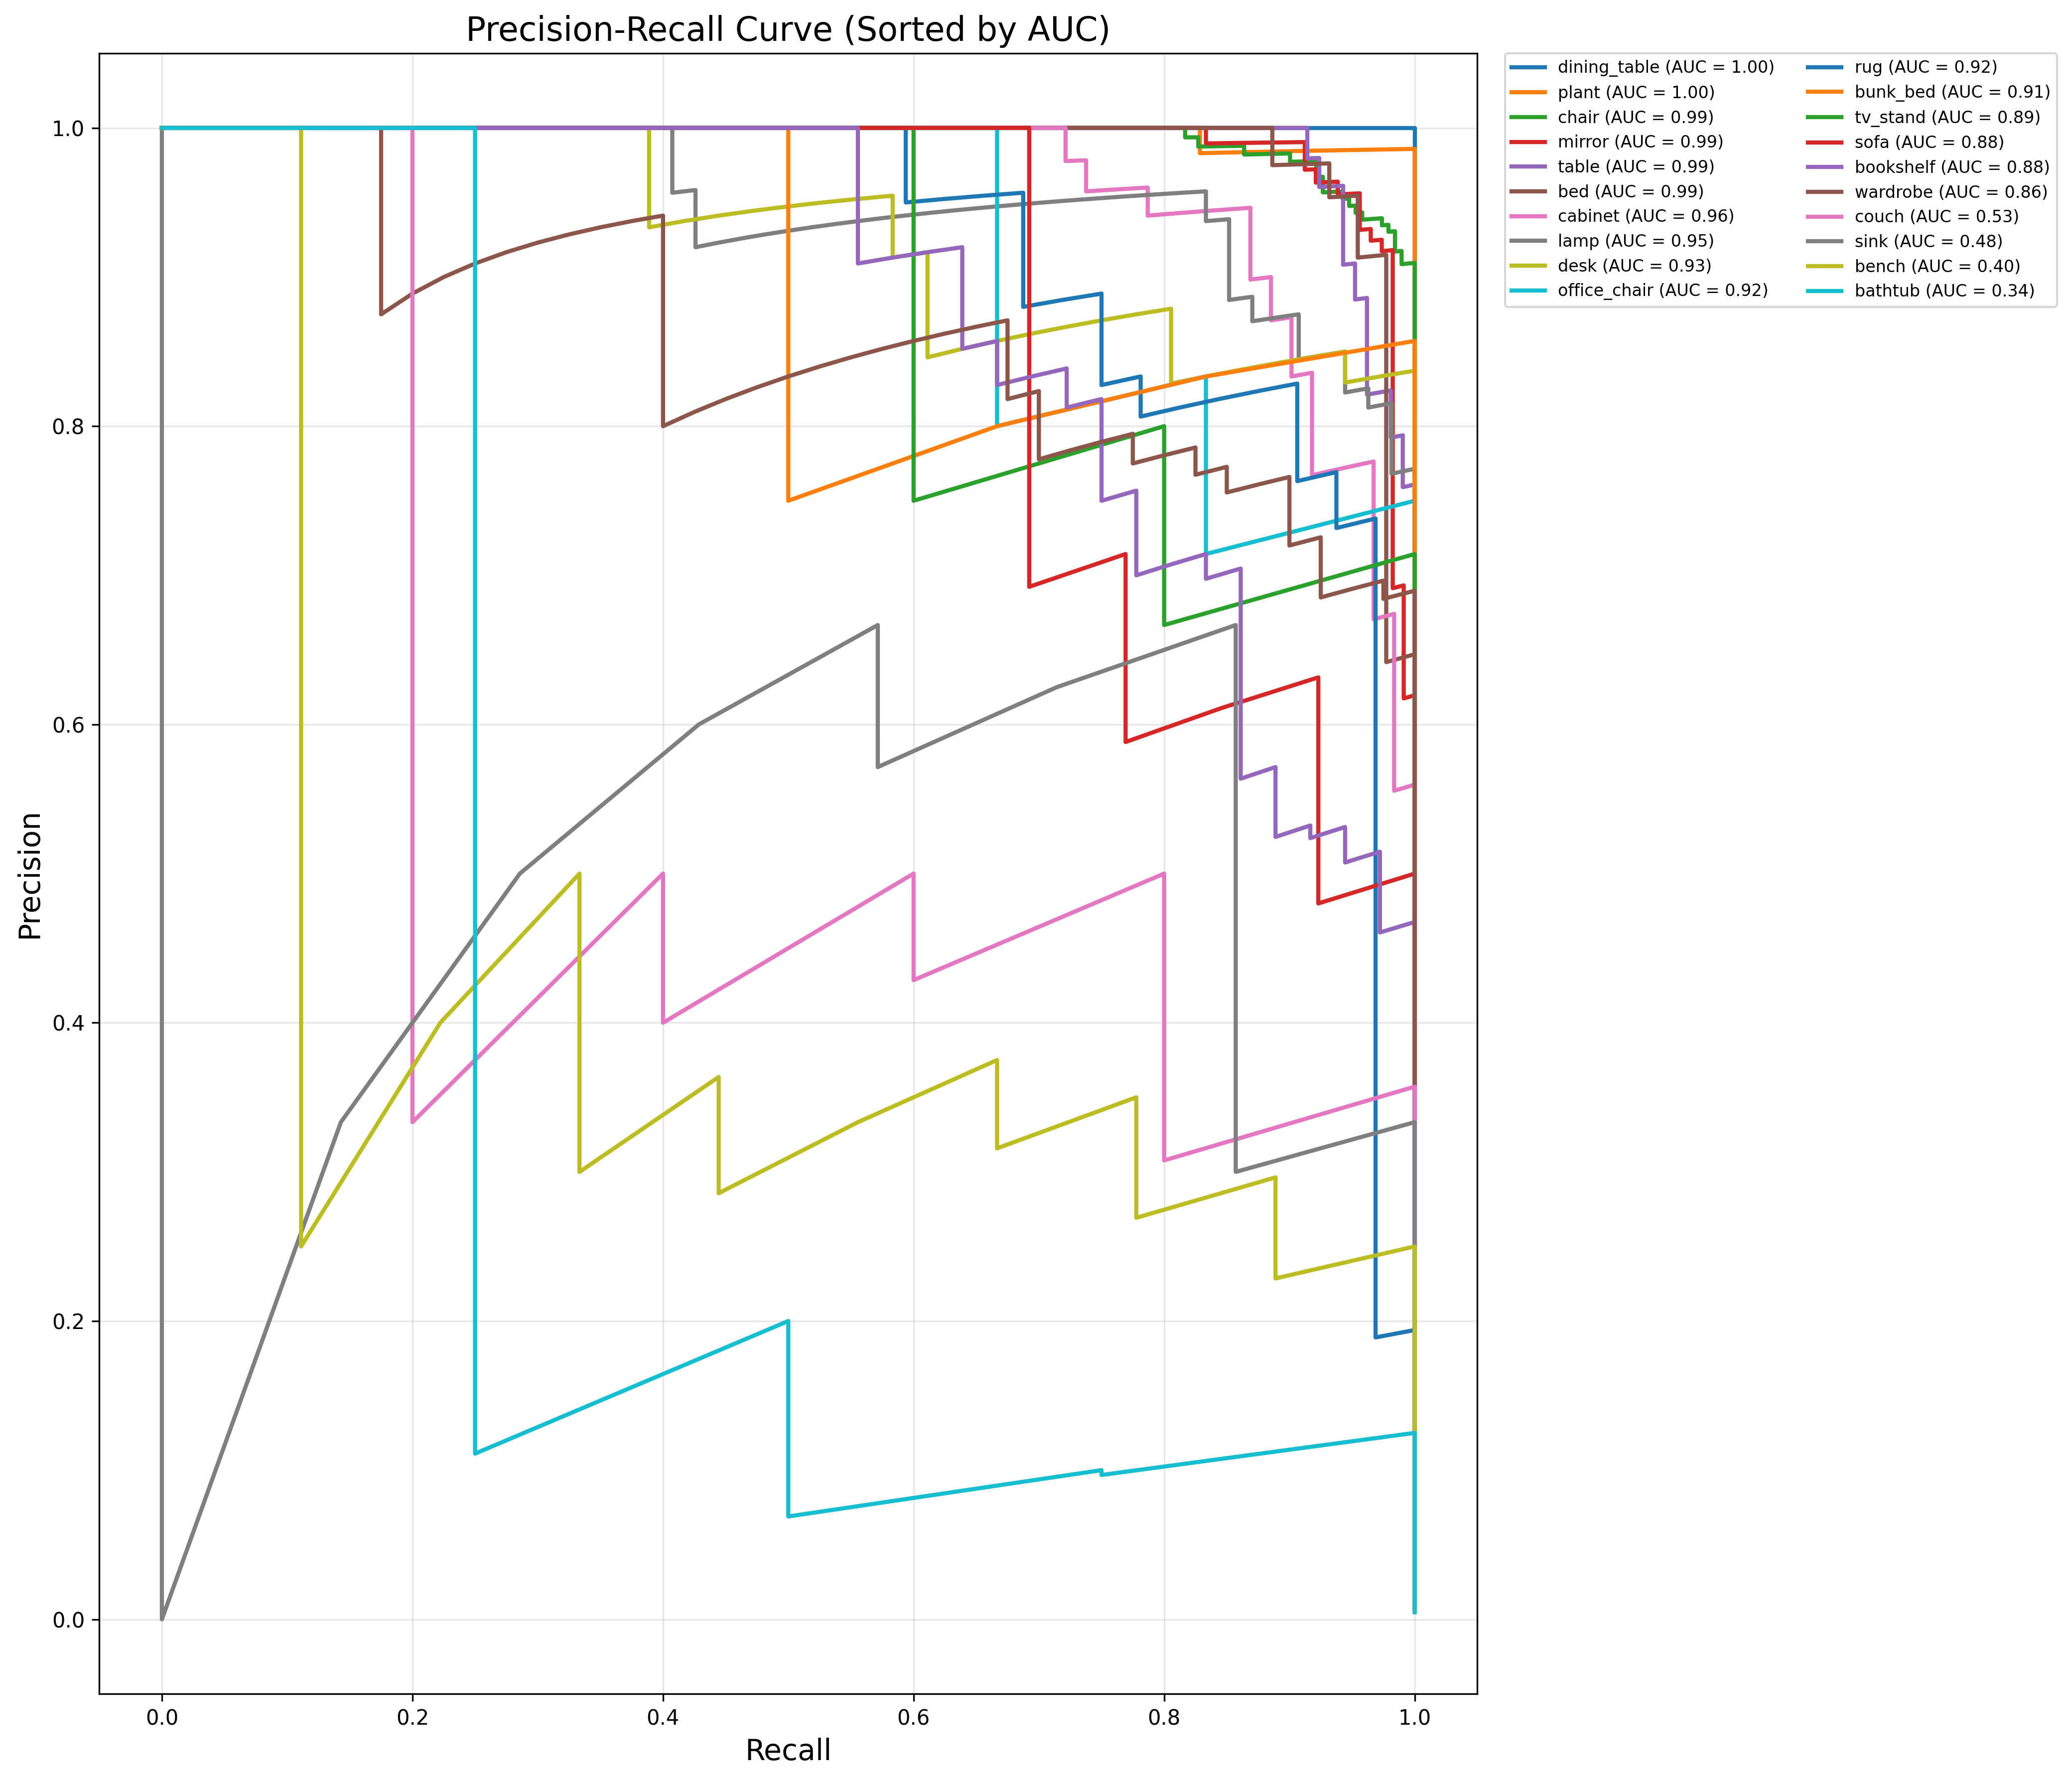 Precision-Recall Curve (Sorted by AUC)
dining_table (AUC = 1.00)
plant (AUC = 1.00)
chair (AUC = 0.99)
mirror (AUC = 0.99)
table (AUC = 0.99)
bed (AUC = 0.99)
cabinet (AUC = 0.96)
lamp (AUC = 0.95)
desk (AUC = 0.93)
office_chair (AUC = 0.92)
rug (AUC = 0.92)
bunk_bed (AUC = 0.91)
tv_stand (AUC = 0.89)
sofa (AUC = 0.88)
bookshelf (AUC = 0.88)
wardrobe (AUC = 0.86)
couch (AUC = 0.53)
sink (AUC = 0.48)
bench (AUC = 0.40)
bathtub (AUC = 0.34)
Precision
1.0
0.8
0.6
0.4
0.2
0.0
0.0 0.2 0.4 0.6 0.8 1.0
Recall